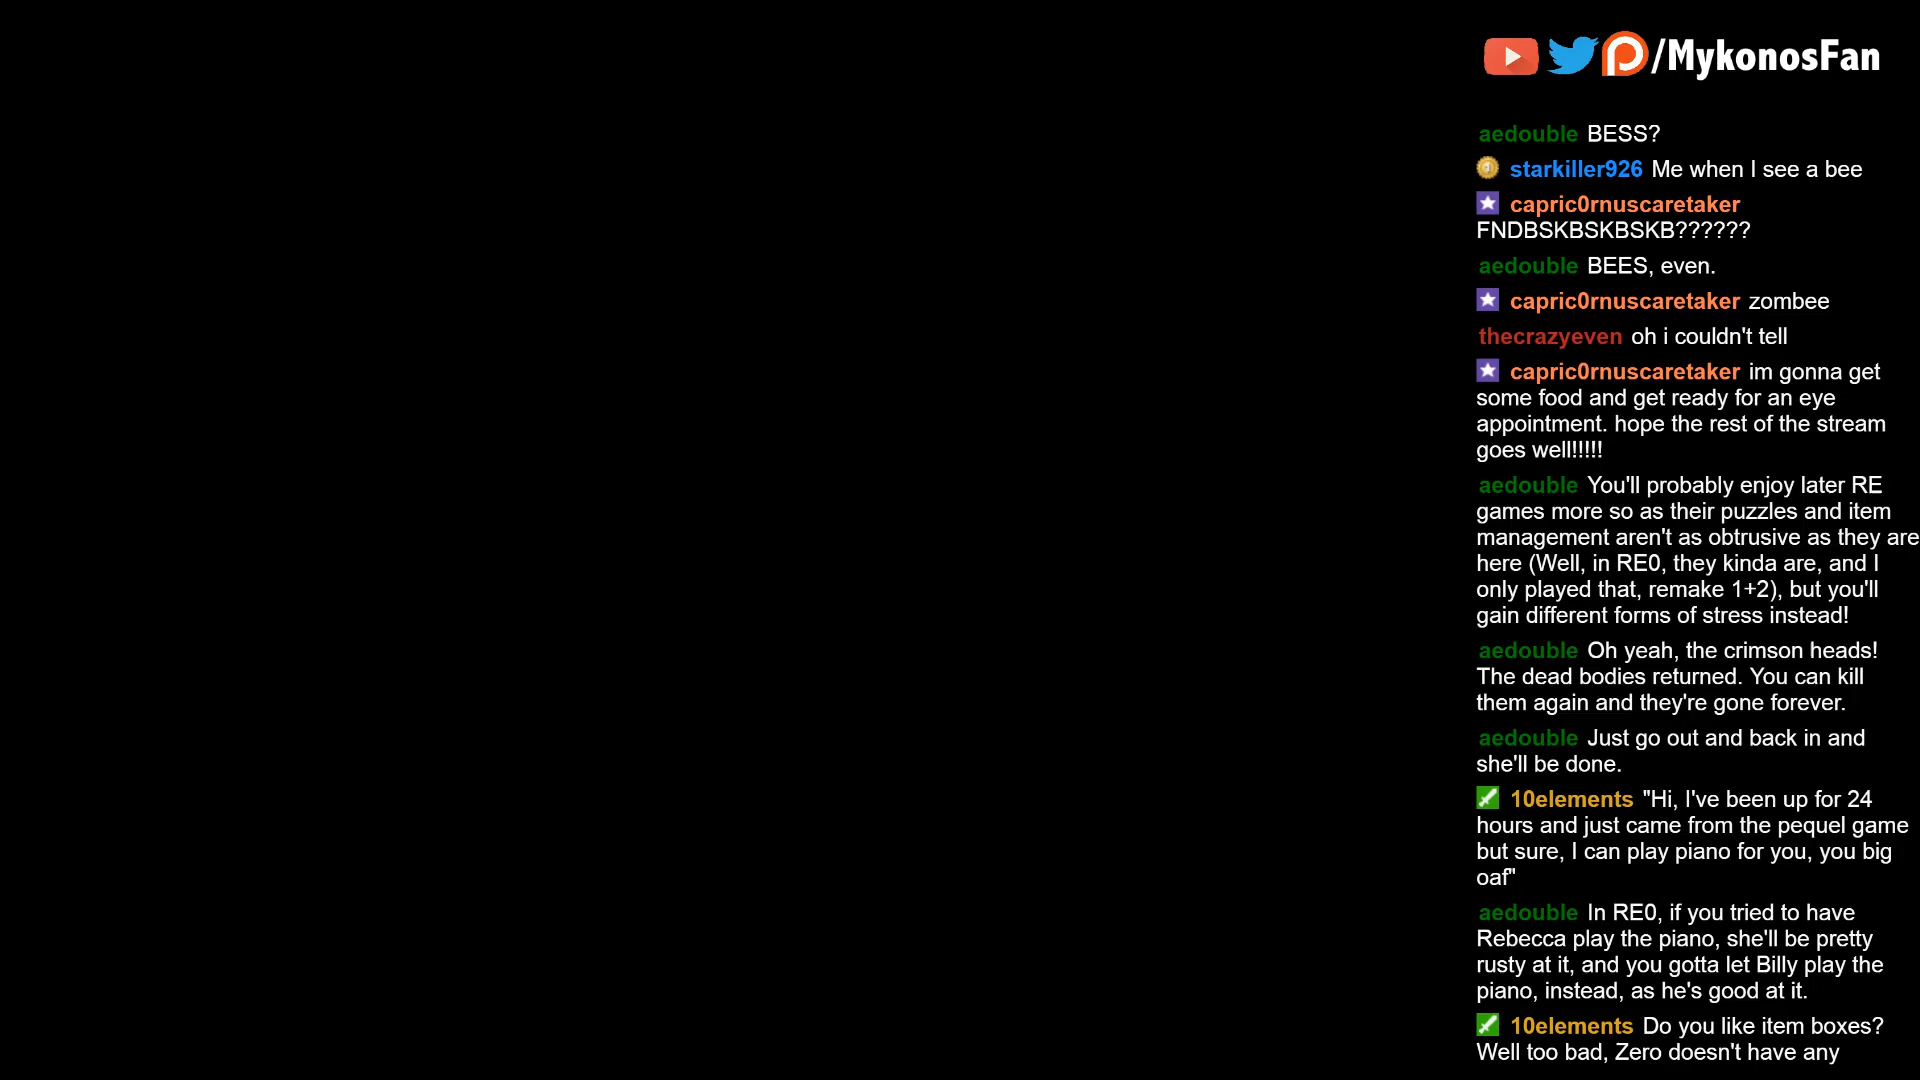 /MykonosFan
aedouble BESS?
starkiller926 Me when I see a bee
capric0rnuscaretaker
FNDBSKBSKBSKB??????
aedouble BEES, even.
capric0rnuscaretaker zombee
thecrazyeven oh i couldn't tell
capric0rnuscaretaker im gonna get
some food and get ready for an eye
appointment. hope the rest of the stream
goes well!!!!!
aedouble You'll probably enjoy later RE
games more so as their puzzles and item
management aren't as obtrusive as they are
here (Well, in RE0, they kinda are, and I
only played that, remake 1+2), but you'll
gain different forms of stress instead!
aedouble Oh yeah, the crimson heads!
The dead bodies returned. You can kill
them again and they're gone forever.
aedouble Just go out and back in and
she'll be done.
10elements "Hi, I've been up for 24
hours and just came from the pequel game
but sure, I can play piano for you, you big
oaf"
aedouble In RE0, if you tried to have
Rebecca play the piano, she'll be pretty
rusty at it, and you gotta let Billy play the
piano, instead, as he's good at it.
10elements Do you like item boxes?
Well too bad, Zero doesn't have any